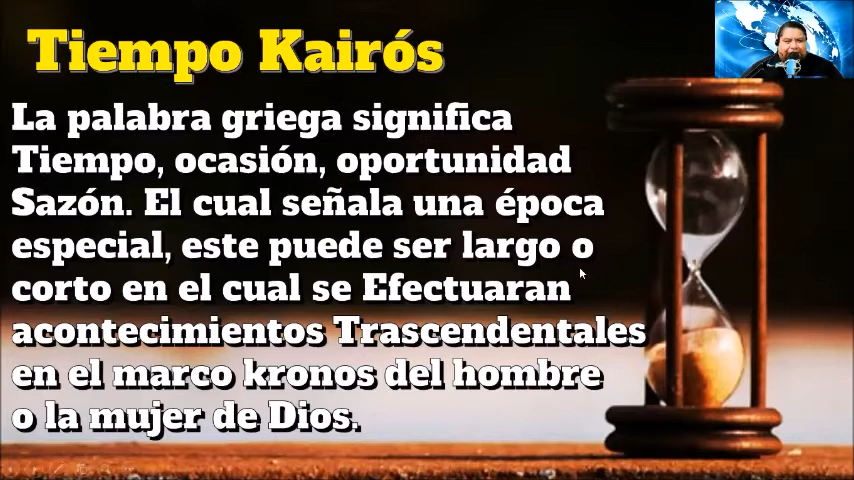 Tiempo Kairós
La palabra griega significa
Tiempo, ocasión, oportunidad
Sazón. El cual señala una época
especial, este puede ser largo o
corto en el cual se Efectuaran
acontecimientos Trascendentales
en el marco kronos del hombre
o la mujer de Dios.